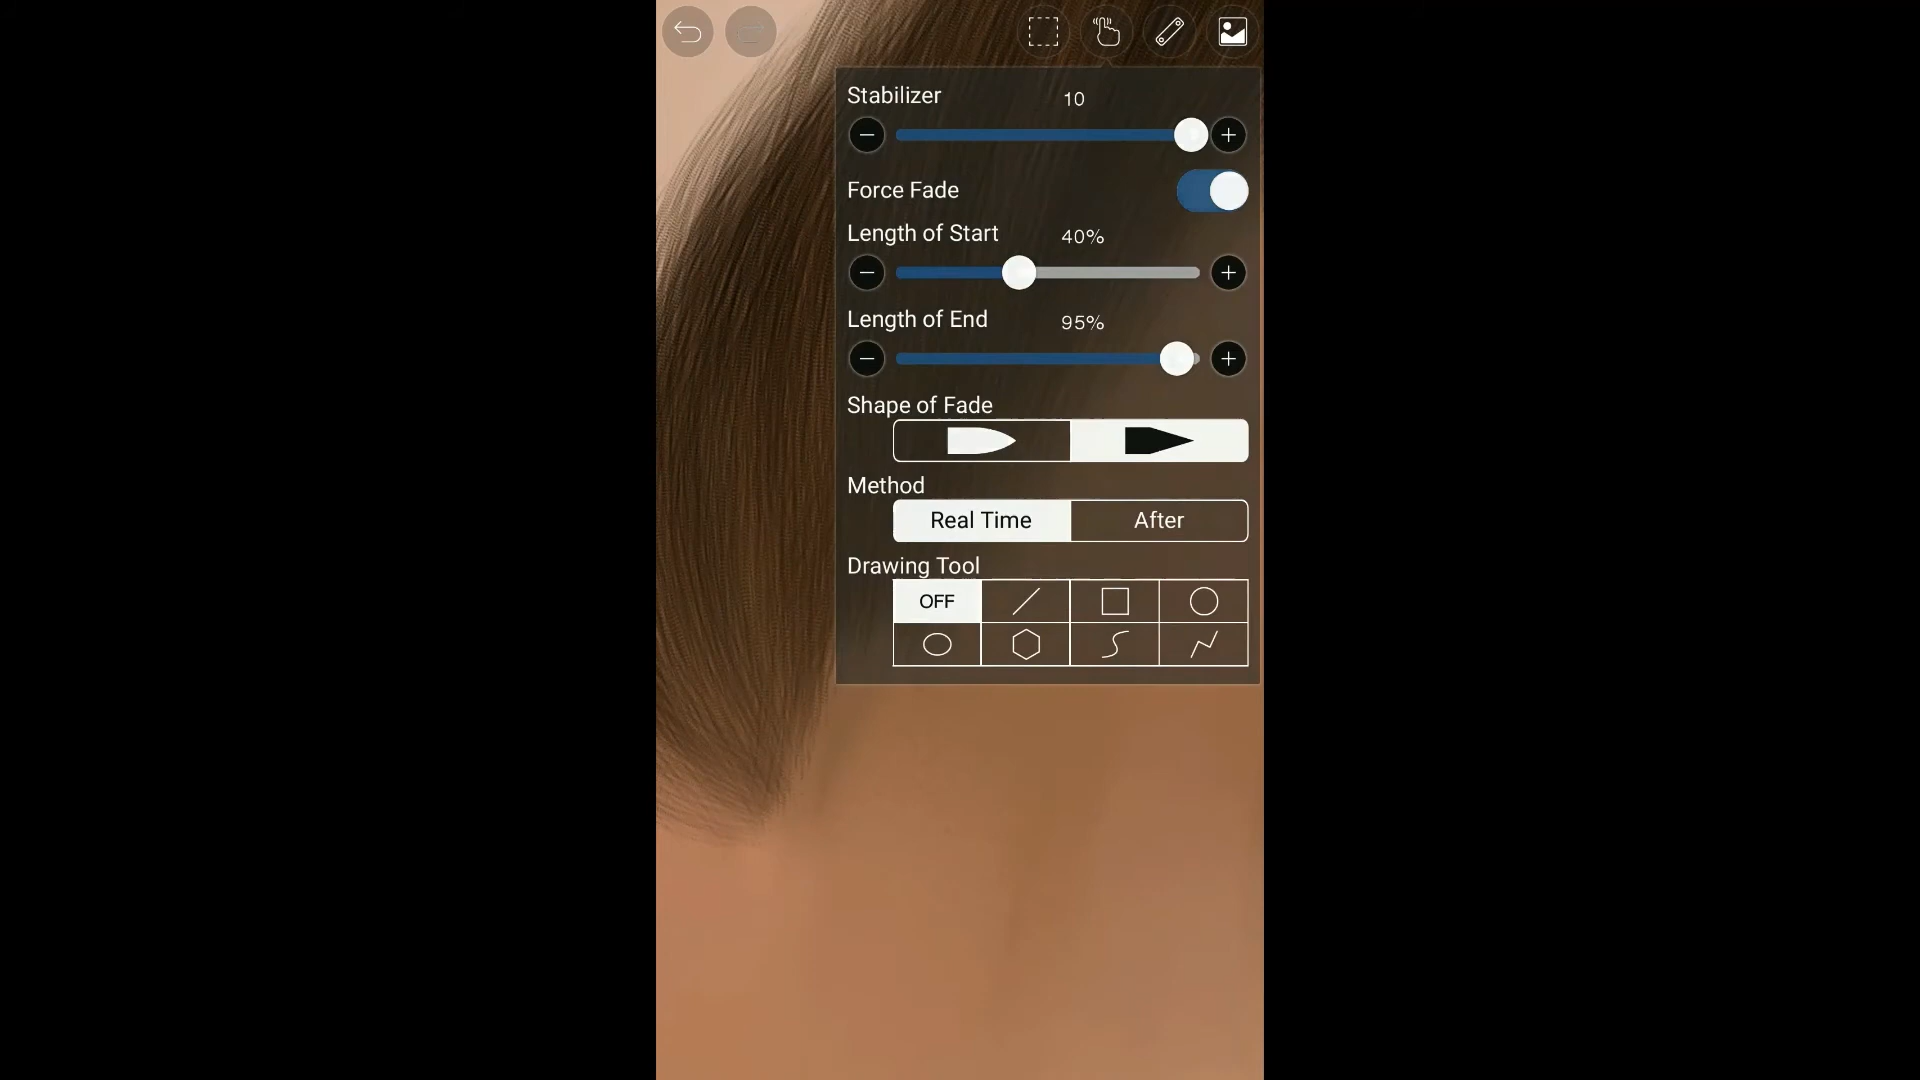 Stabilizer 10
Force Fade
Length of Start 40%
Length of End 95%
Shape of Fade
Method
Real Time After
Drawing Tool
OFF